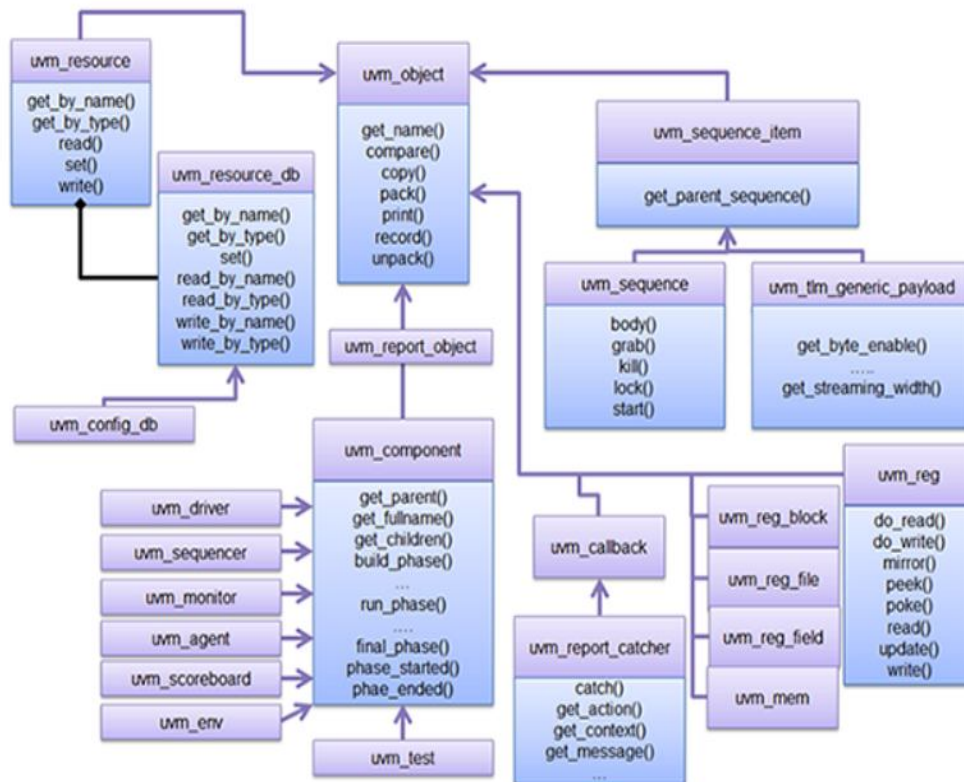 uvm_resource
get_by_name()
get_by_type()
read()
set()
write()
uvm_resource_db
get_by_name()
get_by_type()
set()
read_by_name()
read_by_type()
write_by_name()
write_by_type()
uvm_config_db
uvm_object
get_name()
compare()
copy()
pack()
print()
record()
unpack()
uvm_report_object
uvm_sequence_item
get_parent_sequence()
uvm_sequence
body()
grab()
kill()
lock()
start()
uvm_tlm_generic_payload
get_byte_enable()
.....
get_streaming_width()
uvm_component
get_parent()
get_fullname()
get_children()
build_phase()
...
run_phase()
....
final_phase()
phase_started()
phae_ended()
uvm_driver
uvm_sequencer
uvm_monitor
uvm_agent
uvm_scoreboard
uvm_env
uvm_test
uvm_callback
uvm_report_catcher
catch()
get_action()
get_context()
get_message()
...
uvm_reg_block
uvm_reg_file
uvm_reg_field
uvm_mem
uvm_reg
do_read()
do_write()
mirror()
peek()
poke()
read()
update()
write()